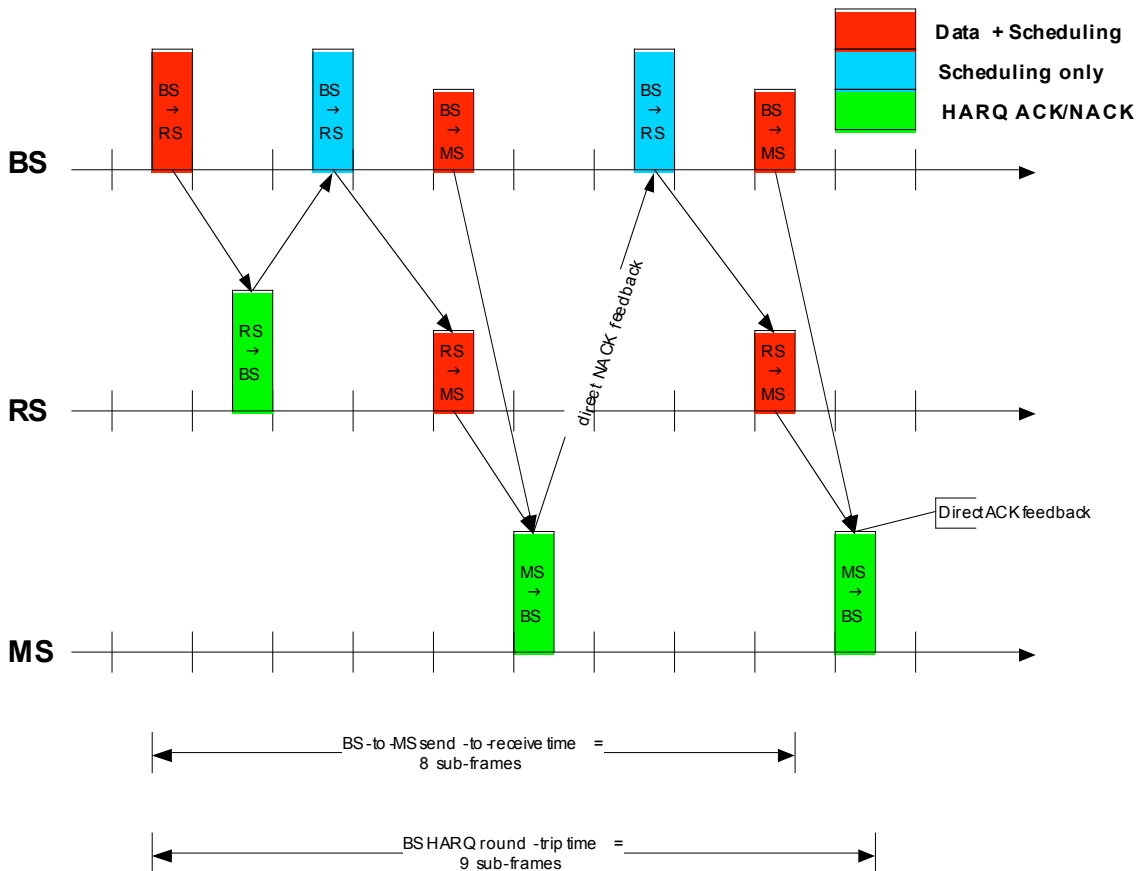 Data + Scheduling
Scheduling only
HARQ ACK/NACK
BS
→
RS
BS
→
RS
BS
→
MS
BS
→
RS
BS
→
MS
BS
RS
→
BS
RS
→
MS
direct NACK feedback
RS
→
MS
RS
Direct ACK feedback
MS
→
BS
MS
→
BS
MS
BS-to-MS send-to-receive time =
8 sub-frames
BS HARQ round-trip time =
9 sub-frames